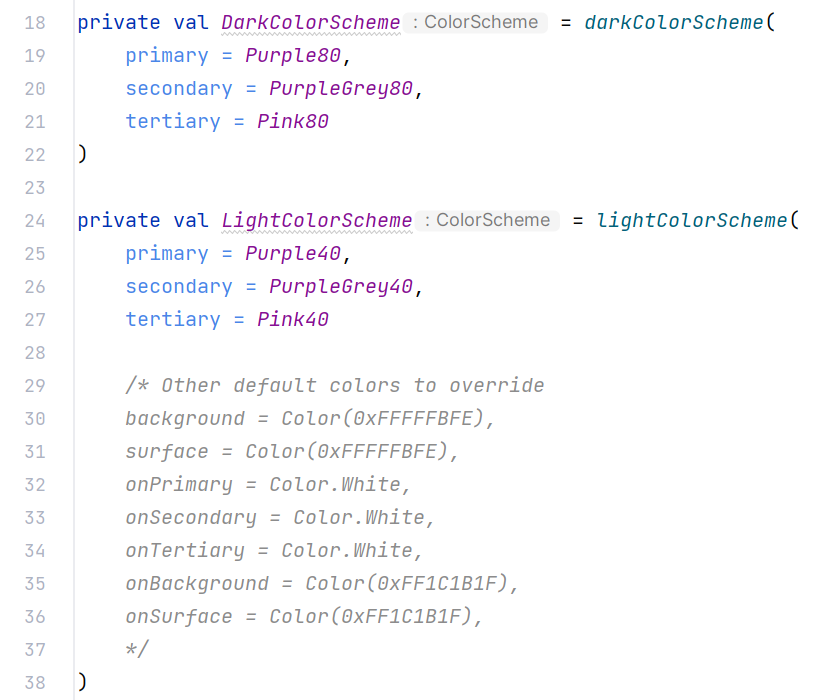 18 private val DarkColorScheme : ColorScheme = darkColorScheme(
19     primary = Purple80,
20     secondary = PurpleGrey80,
21     tertiary = Pink80
22 )
23
24 private val LightColorScheme : ColorScheme = lightColorScheme(
25     primary = Purple40,
26     secondary = PurpleGrey40,
27     tertiary = Pink40
28
29     /* Other default colors to override
30     background = Color(0xFFFFFBFE),
31     surface = Color(0xFFFFFBFE),
32     onPrimary = Color.White,
33     onSecondary = Color.White,
34     onTertiary = Color.White,
35     onBackground = Color(0xFF1C1B1F),
36     onSurface = Color(0xFF1C1B1F),
37     */
38 )